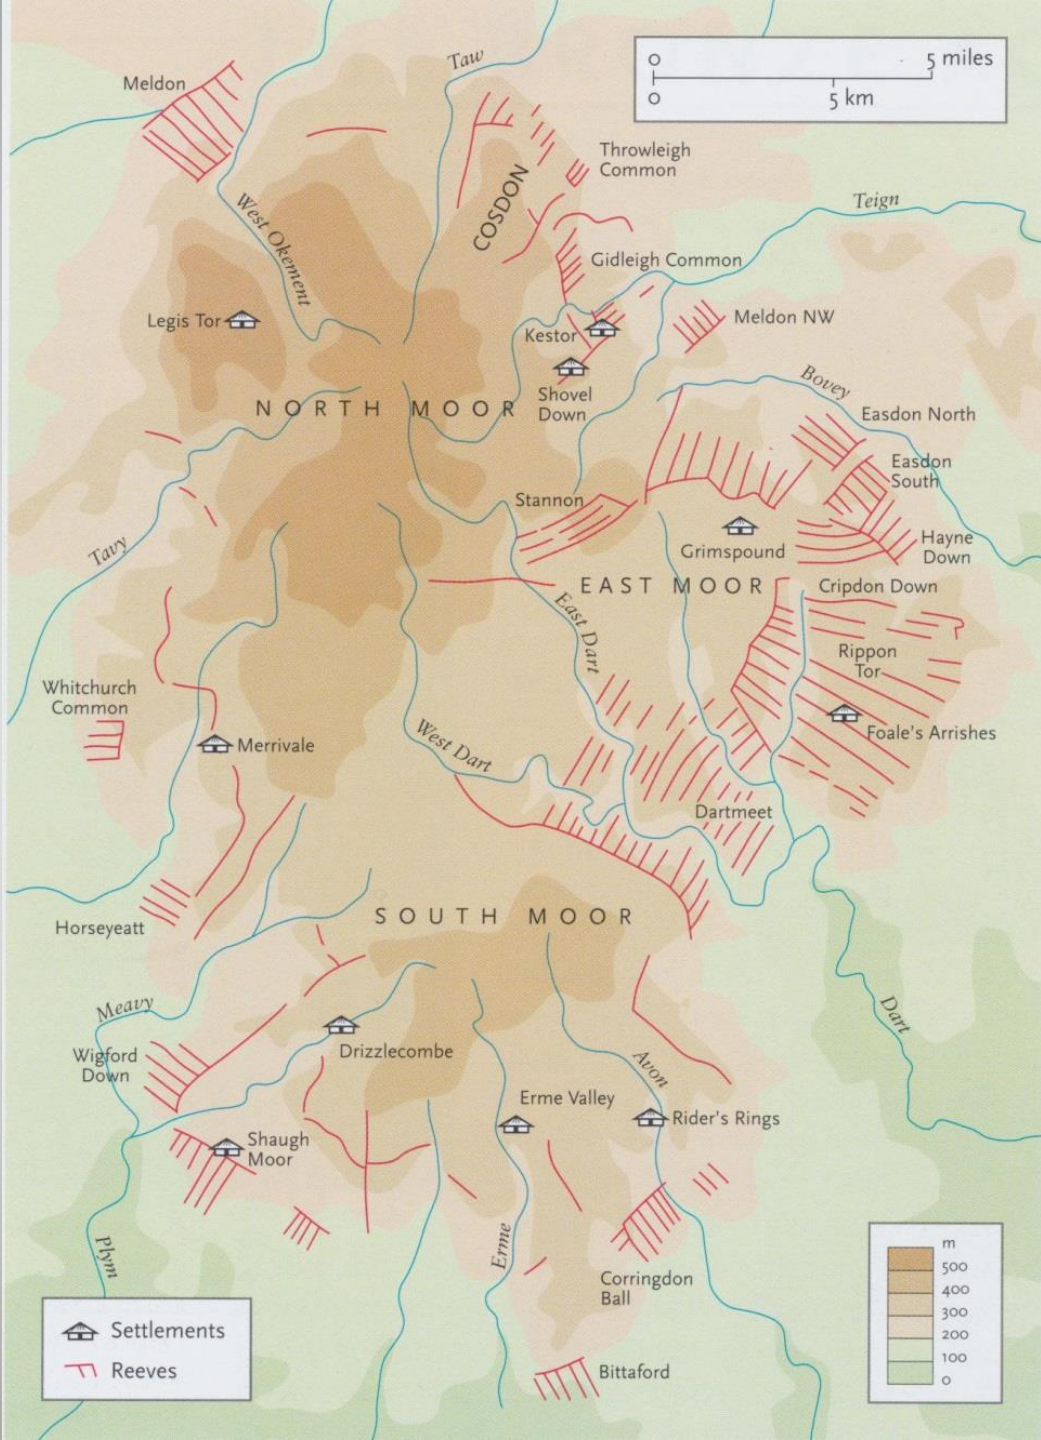 0 5 miles
0 5 km
Taw
Meldon
Throwleigh
Common
COSDON
Teign
West Okement
Gidleigh Common
Legis Tor
Kestor
Meldon NW
Shovel
Down
Bovey
NORTH MOOR
Easdon North
Easdon
South
Stannon
Grimspound
Hayne
Down
Tavy
EAST MOOR
Cripdon Down
East Dart
Rippon
Tor
Whitchurch
Common
Foale's Arrishes
Merrivale
West Dart
Dartmeet
Horseyeatt
SOUTH MOOR
Meavy
Dart
Wigford
Down
Drizzlecombe
Avon
Erme Valley
Rider's Rings
Shaugh
Moor
Plym
Erme
Corringdon
Ball
Bittaford
Settlements
Reeves
m
500
400
300
200
100
0